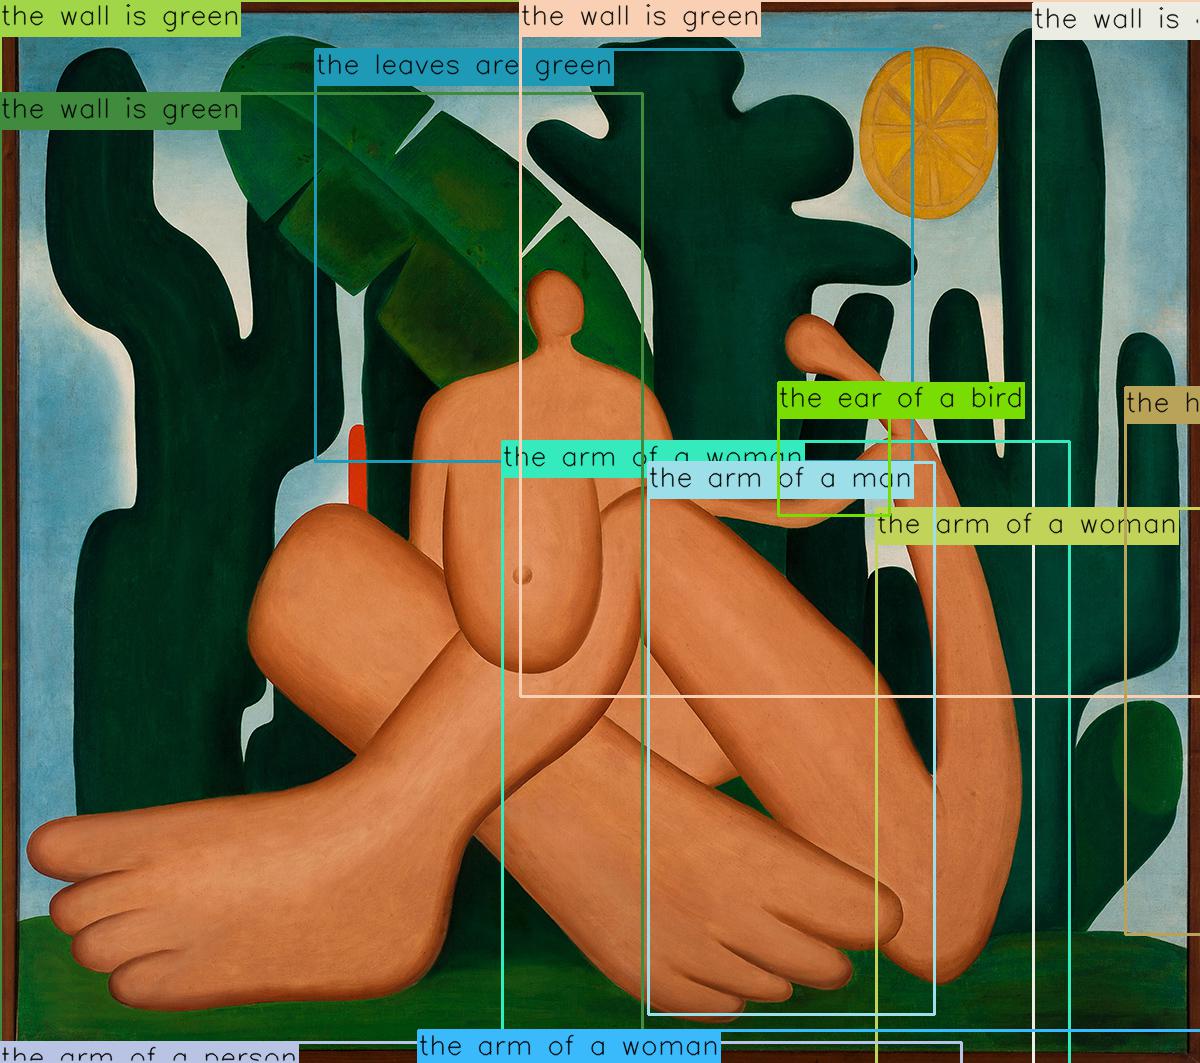 the wall is green
the wall is green
the wall is
the leaves are green
the wall is green
the ear of a bird
the h
the arm of a woman
the arm of a man
the arm of a woman
the arm of a woman
the arm of a person